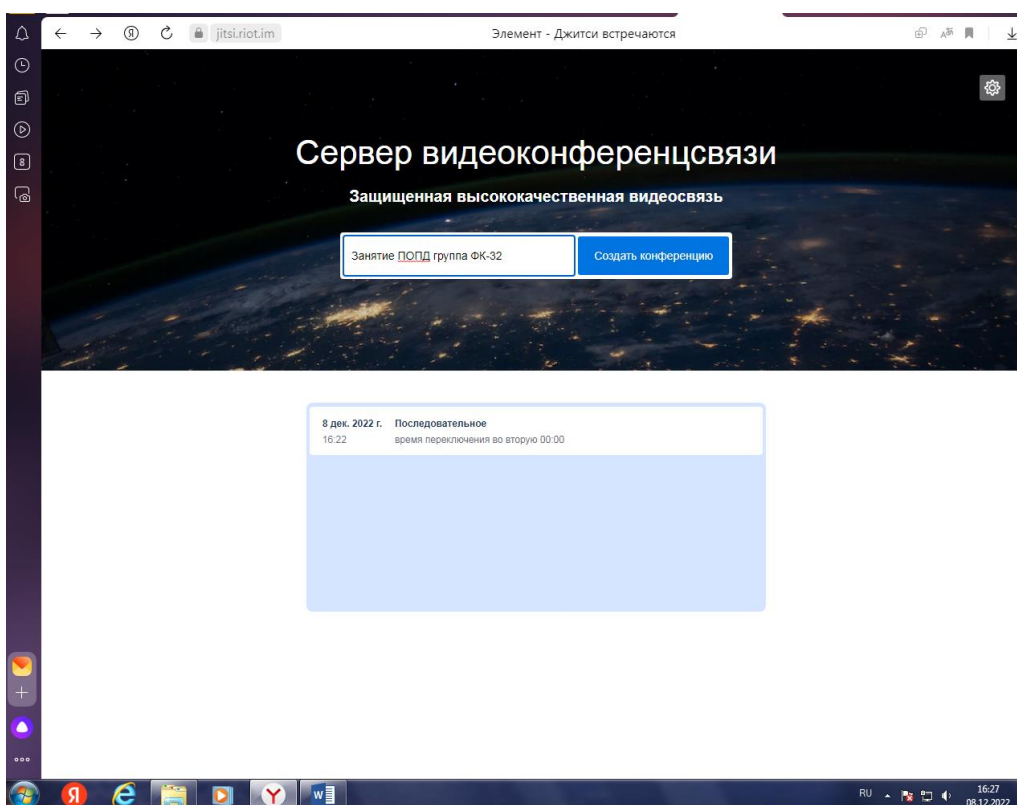 jitsi.riot.im
Элемент - Джитси встречаются
Сервер видеоконференцсвязи
Защищенная высококачественная видеосвязь
Занятие ПОПД группа ФК-32
Создать конференцию
8 дек. 2022 г. Последовательное
16:22 время переключения во вторую 00:00
8
RU
16:27
08.12.2022